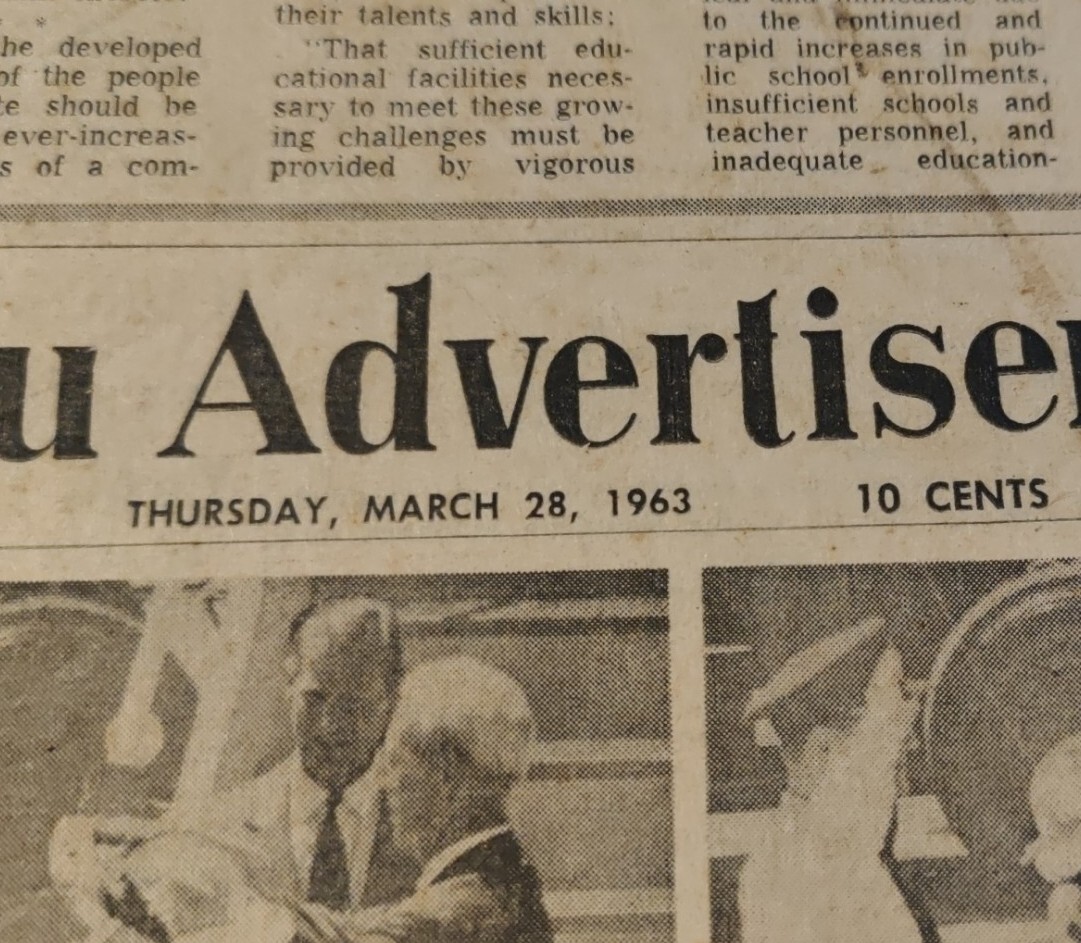 * *
he developed
of the people
te should be
ever-increas-
s of a com-
their talents and skills;
"That sufficient edu-
cational facilities neces-
sary to meet these grow-
ing challenges must be
provided by vigorous
to the continued and
rapid increases in pub-
lic school enrollments,
insufficient schools and
teacher personnel, and
inadequate education-
u Advertiser
THURSDAY, MARCH 28, 1963
10 CENTS